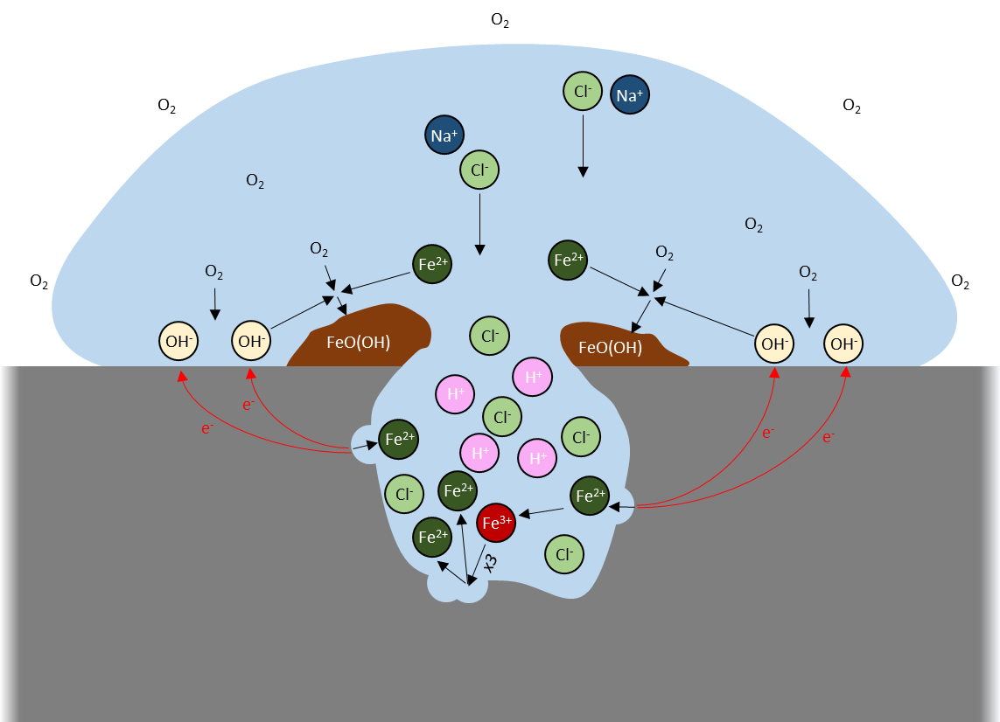 O₂
Cl⁻
Na⁺
O₂
O₂
Na⁺
Cl⁻
O₂
O₂
O₂
O₂
Fe²⁺
Fe²⁺
O₂
O₂
O₂
O₂
O₂
OH⁻
OH⁻
FeO(OH)
Cl⁻
FeO(OH)
OH⁻
OH⁻
H⁺
H⁺
e⁻
Cl⁻
e⁻
Fe²⁺
Cl⁻
e⁻
e⁻
H⁺
H⁺
Cl⁻
Fe²⁺
Fe²⁺
Fe³⁺
Fe²⁺
Cl⁻
x3